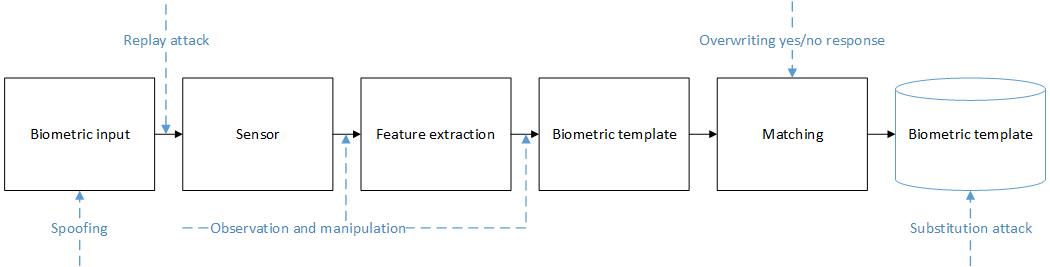 Replay attack
Overwriting yes/no response
Biometric input
Sensor
Feature extraction
Biometric template
Matching
Biometric template
Spoofing
Observation and manipulation
Substitution attack